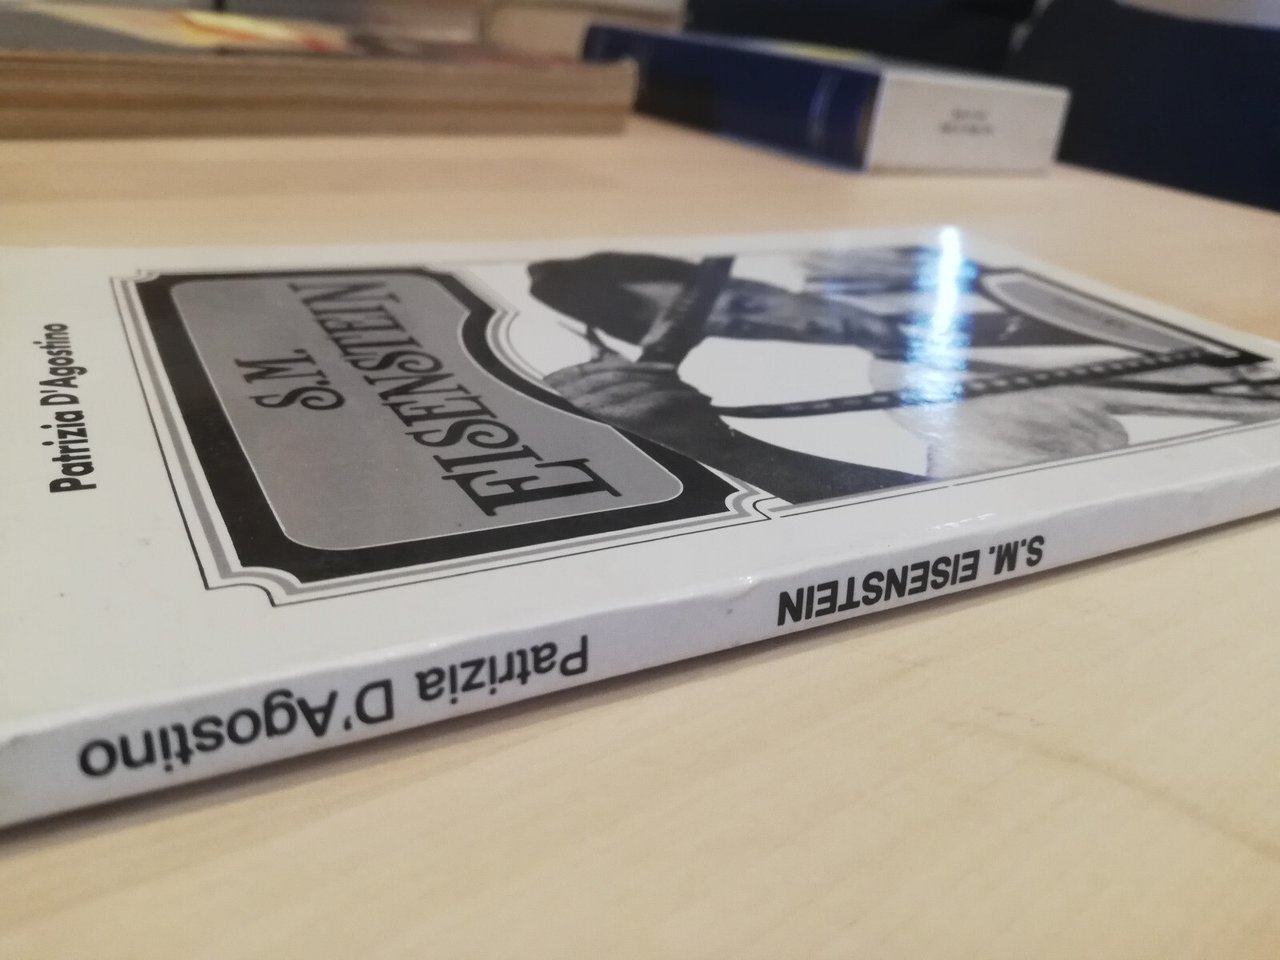 Patrizia D'Agostino
S.M.
EISENSTEIN
S.M. EISENSTEIN
Patrizia D'Agostino